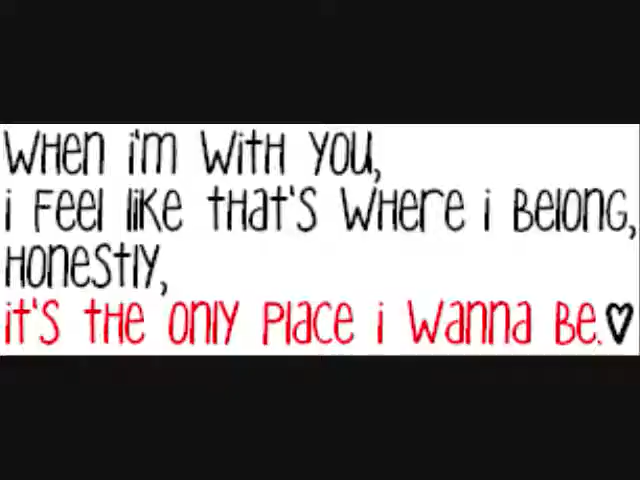 WHen i'm WitH YOU,
i Feel liKe tHat's WHere i Belong,
Honestly,
it's tHe only Place i Wanna Be.♡